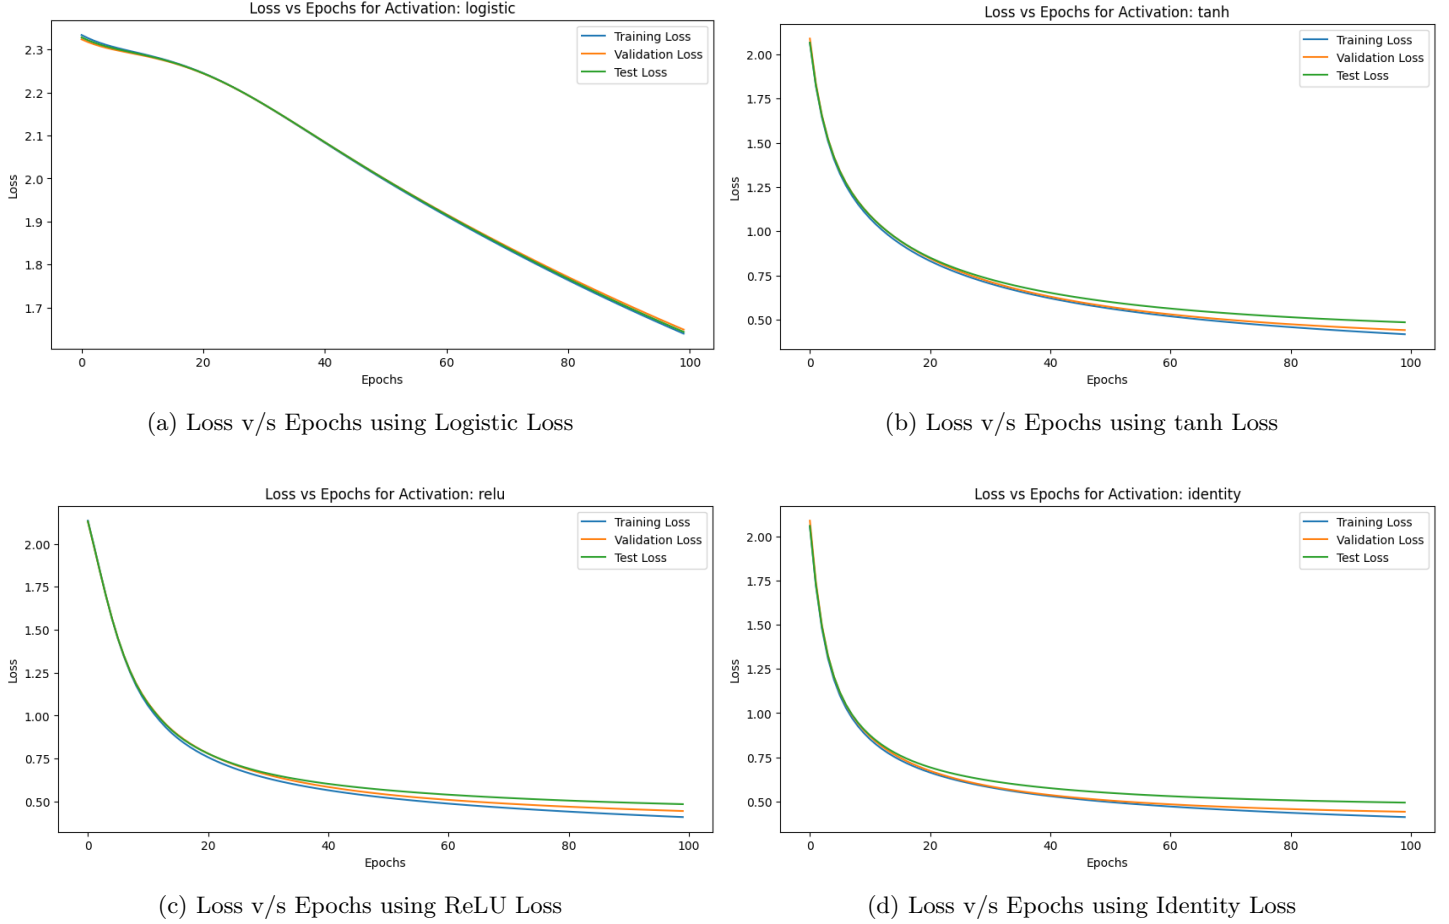 Loss vs Epochs for Activation: logistic
2.3
2.2
2.1
2.0
1.9
1.8
1.7
Loss
Training Loss
Validation Loss
Test Loss
0
20
40
60
80
100
Epochs
(a) Loss v/s Epochs using Logistic Loss
Loss vs Epochs for Activation: tanh
2.00
1.75
1.50
1.25
1.00
0.75
0.50
Loss
Training Loss
Validation Loss
Test Loss
0
20
40
60
80
100
Epochs
(b) Loss v/s Epochs using tanh Loss
Loss vs Epochs for Activation: relu
2.00
1.75
1.50
1.25
1.00
0.75
0.50
Loss
Training Loss
Validation Loss
Test Loss
0
20
40
60
80
100
Epochs
(c) Loss v/s Epochs using ReLU Loss
Loss vs Epochs for Activation: identity
2.00
1.75
1.50
1.25
1.00
0.75
0.50
Loss
Training Loss
Validation Loss
Test Loss
0
20
40
60
80
100
Epochs
(d) Loss v/s Epochs using Identity Loss